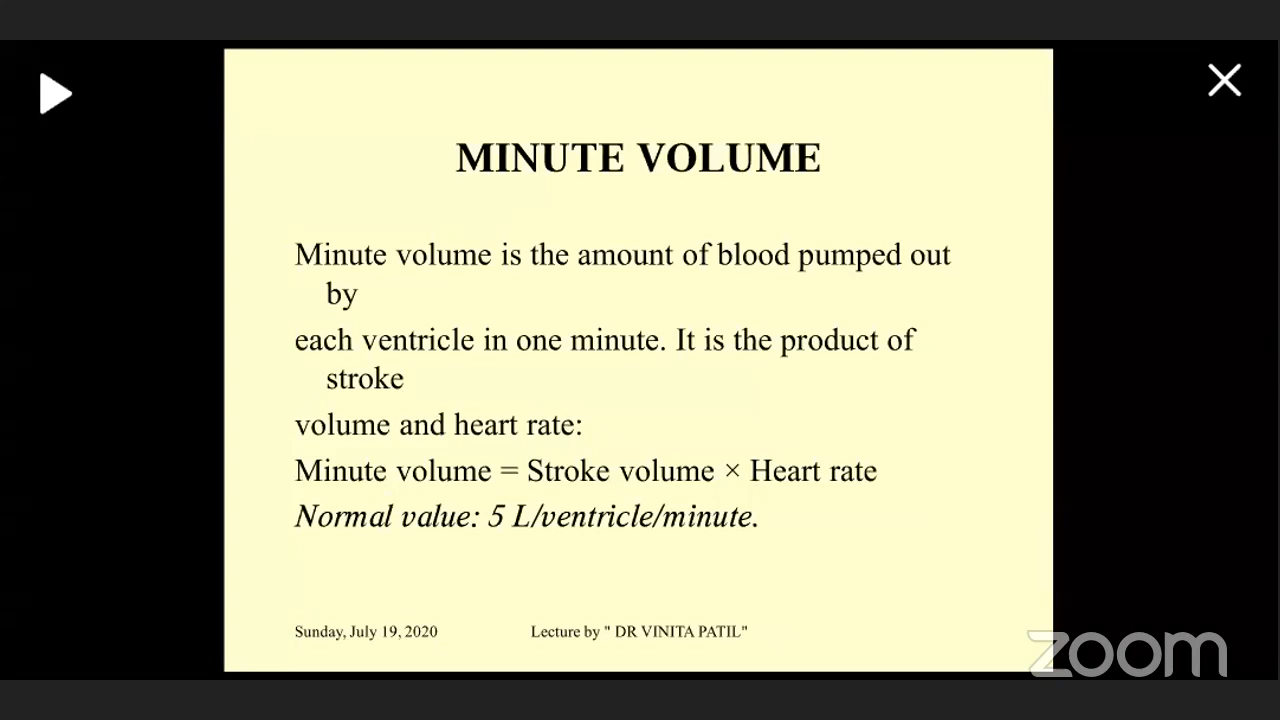 MINUTE VOLUME
Minute volume is the amount of blood pumped out
by
each ventricle in one minute. It is the product of
stroke
volume and heart rate:
Minute volume = Stroke volume × Heart rate
Normal value: 5 L/ventricle/minute.
Sunday, July 19, 2020 Lecture by " DR VINITA PATIL"
zoom